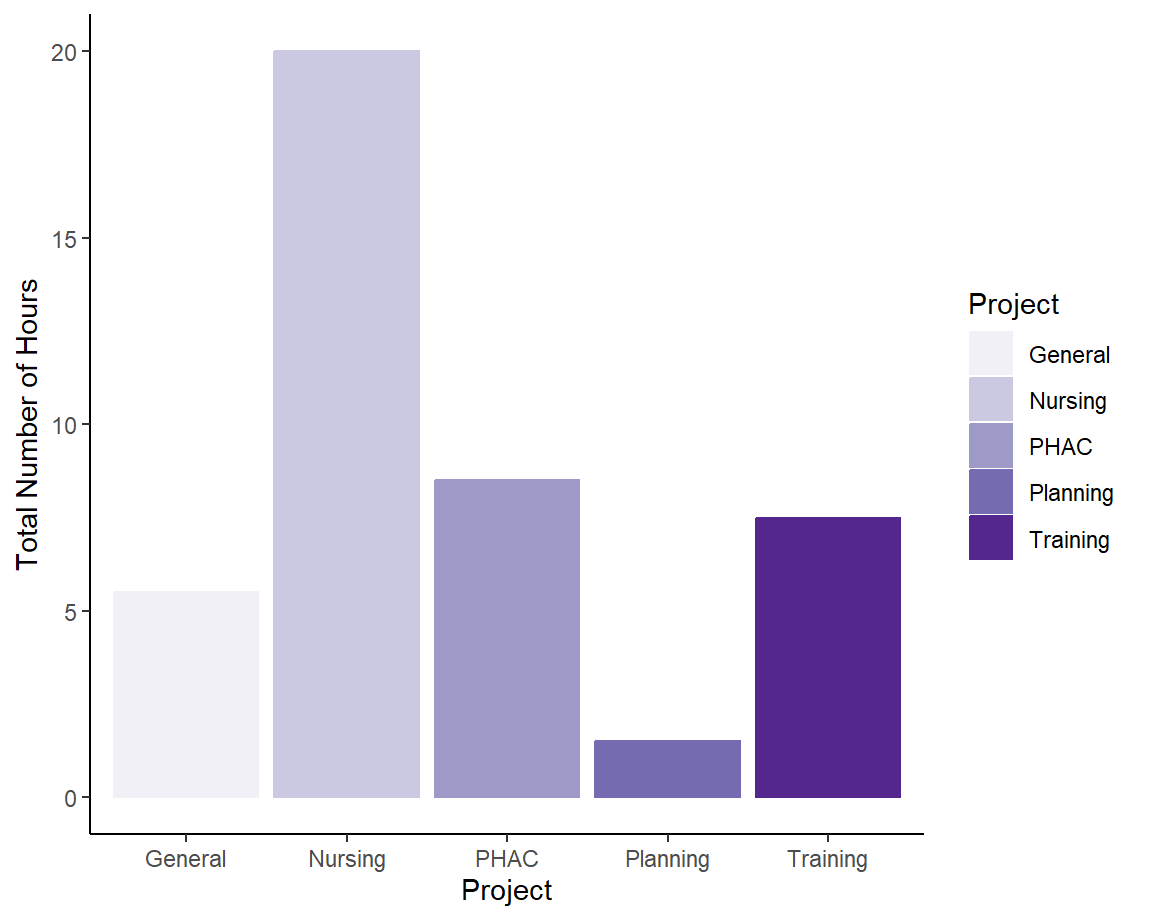 Total Number of Hours
20
15
10
5
0
General
Nursing
PHAC
Planning
Training
Project
Project
General
Nursing
PHAC
Planning
Training